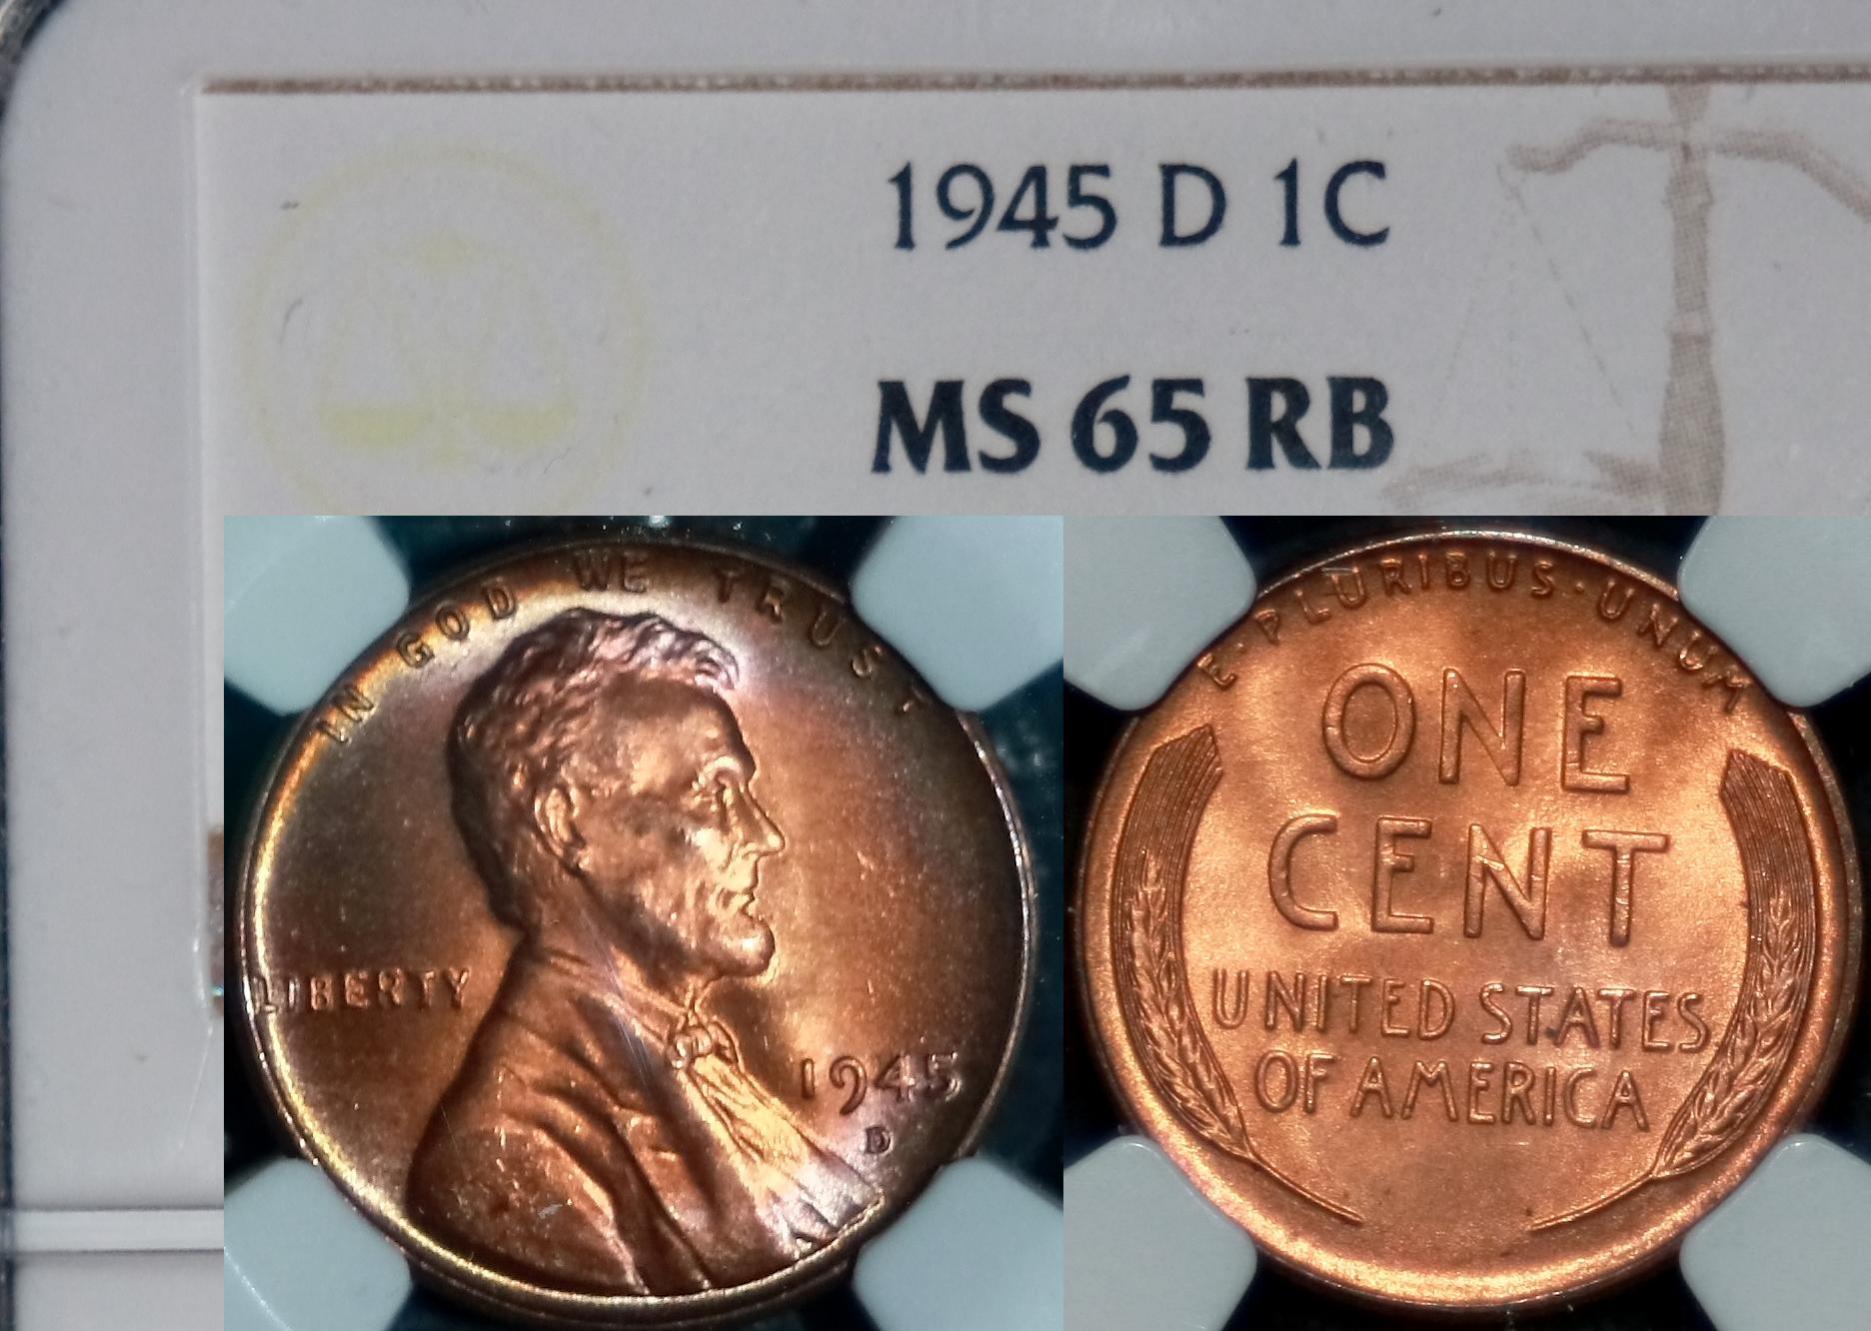 1945 D 1C
MS 65 RB
IN GOD WE TRUST
LIBERTY
1945
D
E·PLURIBUS·UNUM
ONE
CENT
UNITED STATES
OF AMERICA